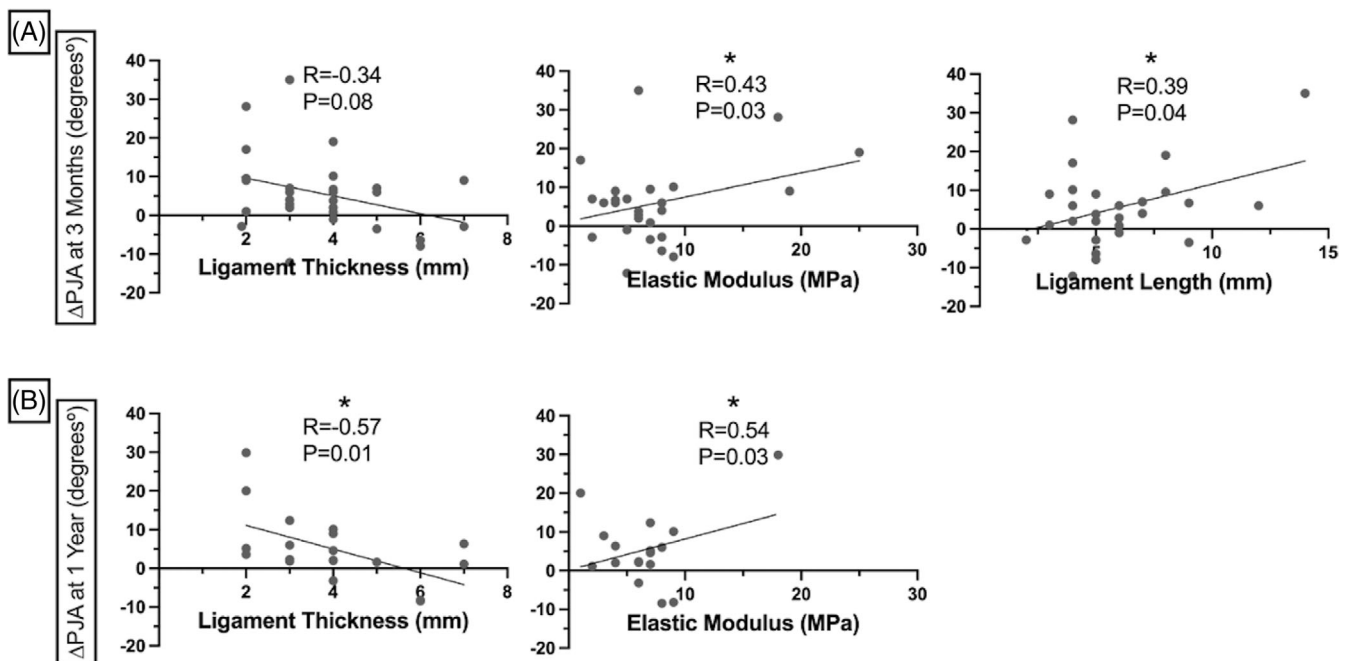 (A)
ΔPJA at 3 Months (degreesº)
40
30
20
10
0
-10
-20
2
4
6
8
R=-0.34
P=0.08
Ligament Thickness (mm)
40
30
20
10
0
-10
-20
10
20
30
*
R=0.43
P=0.03
Elastic Modulus (MPa)
40
30
20
10
0
-10
-20
5
10
15
*
R=0.39
P=0.04
Ligament Length (mm)
(B)
ΔPJA at 1 Year (degreesº)
40
30
20
10
0
-10
-20
2
4
6
8
*
R=-0.57
P=0.01
Ligament Thickness (mm)
40
30
20
10
0
-10
-20
10
20
30
*
R=0.54
P=0.03
Elastic Modulus (MPa)